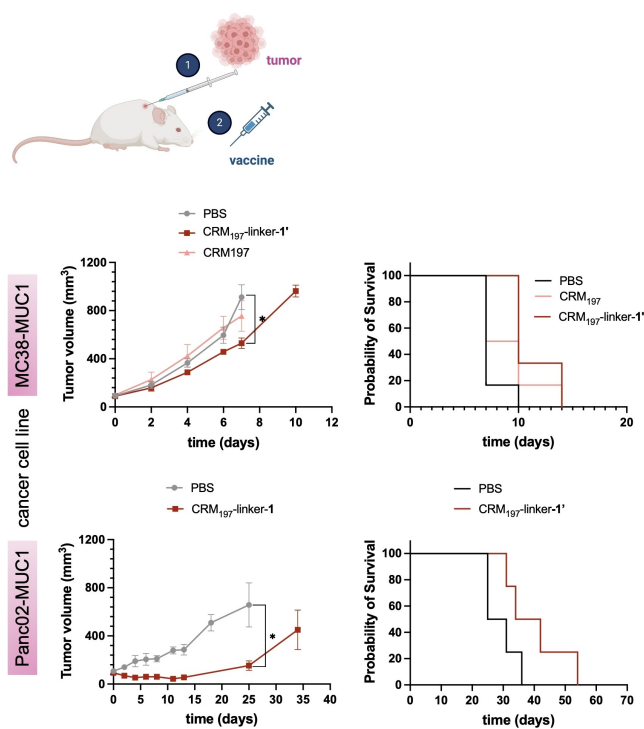 1
tumor
2
vaccine
PBS
CRM197-linker-1'
CRM197
MC38-MUC1
Tumor volume (mm3)
1200
800
400
0
*
0 2 4 6 8 10 12
time (days)
Probability of Survival
100
80
60
40
20
0
PBS
CRM197
CRM197-linker-1'
0 10 20
time (days)
cancer cell line
PBS
CRM197-linker-1
Panc02-MUC1
Tumor volume (mm3)
1200
800
400
0
*
0 5 10 15 20 25 30 35 40
time (days)
PBS
CRM197-linker-1'
Probability of Survival
100
80
60
40
20
0
0 10 20 30 40 50 60 70
time (days)